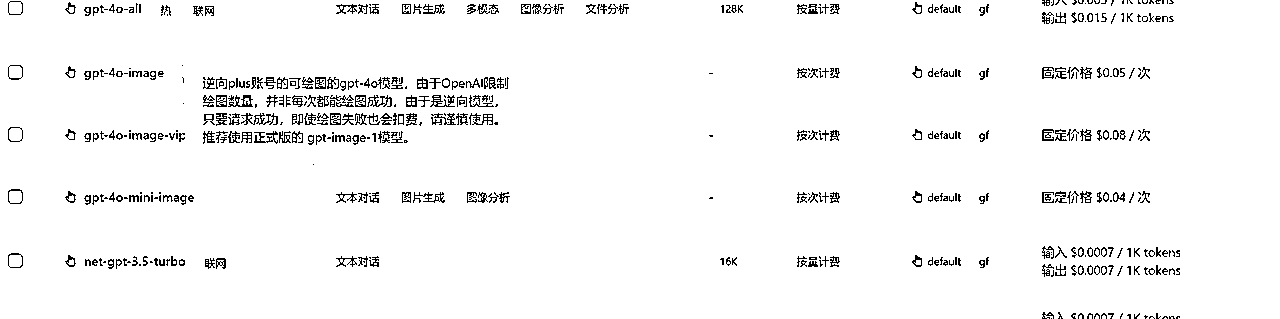 gpt-4o-all 热 联网 文本对话 图片生成 多模态 图像分析 文件分析 128K 按量计费 default gf 输入 $0.005 / 1K tokens
输出 $0.015 / 1K tokens
gpt-4o-image - 按次计费 default gf 固定价格 $0.05 / 次
逆向plus账号的可绘图的gpt-4o模型，由于OpenAI限制
绘图数量，并非每次都能绘图成功，由于是逆向模型，
只要请求成功，即使绘图失败也会扣费，请谨慎使用。
推荐使用正式版的 gpt-image-1模型。
gpt-4o-image-vip - 按次计费 default gf 固定价格 $0.08 / 次
gpt-4o-mini-image 文本对话 图片生成 图像分析 - 按次计费 default gf 固定价格 $0.04 / 次
net-gpt-3.5-turbo 联网 文本对话 16K 按量计费 default gf 输入 $0.0007 / 1K tokens
输出 $0.0007 / 1K tokens
输入 $0.0007 / 1K tokens